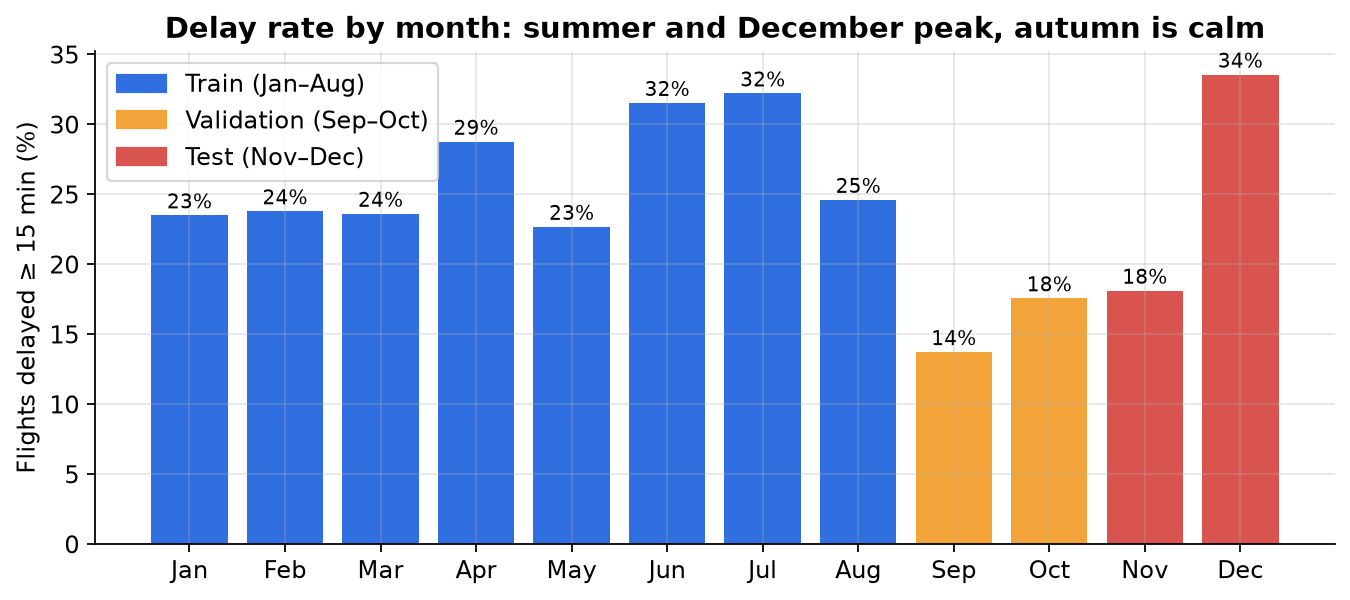 Delay rate by month: summer and December peak, autumn is calm
Flights delayed ≥ 15 min (%)
35
30
25
20
15
10
5
0
Train (Jan–Aug)
Validation (Sep–Oct)
Test (Nov–Dec)
23%
24%
24%
29%
23%
32%
32%
25%
14%
18%
18%
34%
Jan
Feb
Mar
Apr
May
Jun
Jul
Aug
Sep
Oct
Nov
Dec